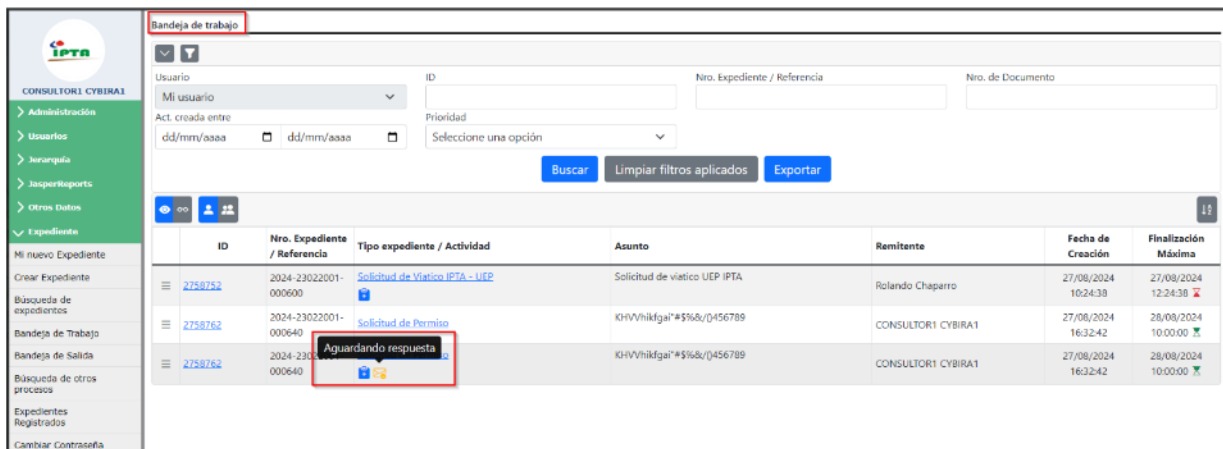 Bandeja de trabajo
ipta
CONSULTOR1 CYBIRA1
Administración
Usuarios
Jerarquía
JasperReports
Otros Datos
Expediente
Mi nuevo Expediente
Crear Expediente
Búsqueda de
expedientes
Bandeja de Trabajo
Bandeja de Salida
Búsqueda de otros
procesos
Expedientes
Registrados
Cambiar Contraseña
Usuario
ID
Nro. Expediente / Referencia
Nro. de Documento
Mi usuario
Act. creada entre
Prioridad
dd/mm/aaaa dd/mm/aaaa
Seleccione una opción
Buscar
Limpiar filtros aplicados
Exportar
ID
Nro. Expediente
/ Referencia
Tipo expediente / Actividad
Asunto
Remitente
Fecha de
Creación
Finalización
Máxima
2758752
2024-23022001-
000600
Solicitud de Viatico IPTA - UEP
Solicitud de viatico UEP IPTA
Rolando Chaparro
27/08/2024
10:24:38
27/08/2024
12:24:38
2758762
2024-23022001-
000640
Solicitud de Permiso
KHVVhikfgai"#$%&/()456789
CONSULTOR1 CYBIRA1
27/08/2024
16:32:42
28/08/2024
10:00:00
Aguardando respuesta
2758762
000640
KHVVhikfgai"#$%&/()456789
CONSULTOR1 CYBIRA1
27/08/2024
16:32:42
28/08/2024
10:00:00